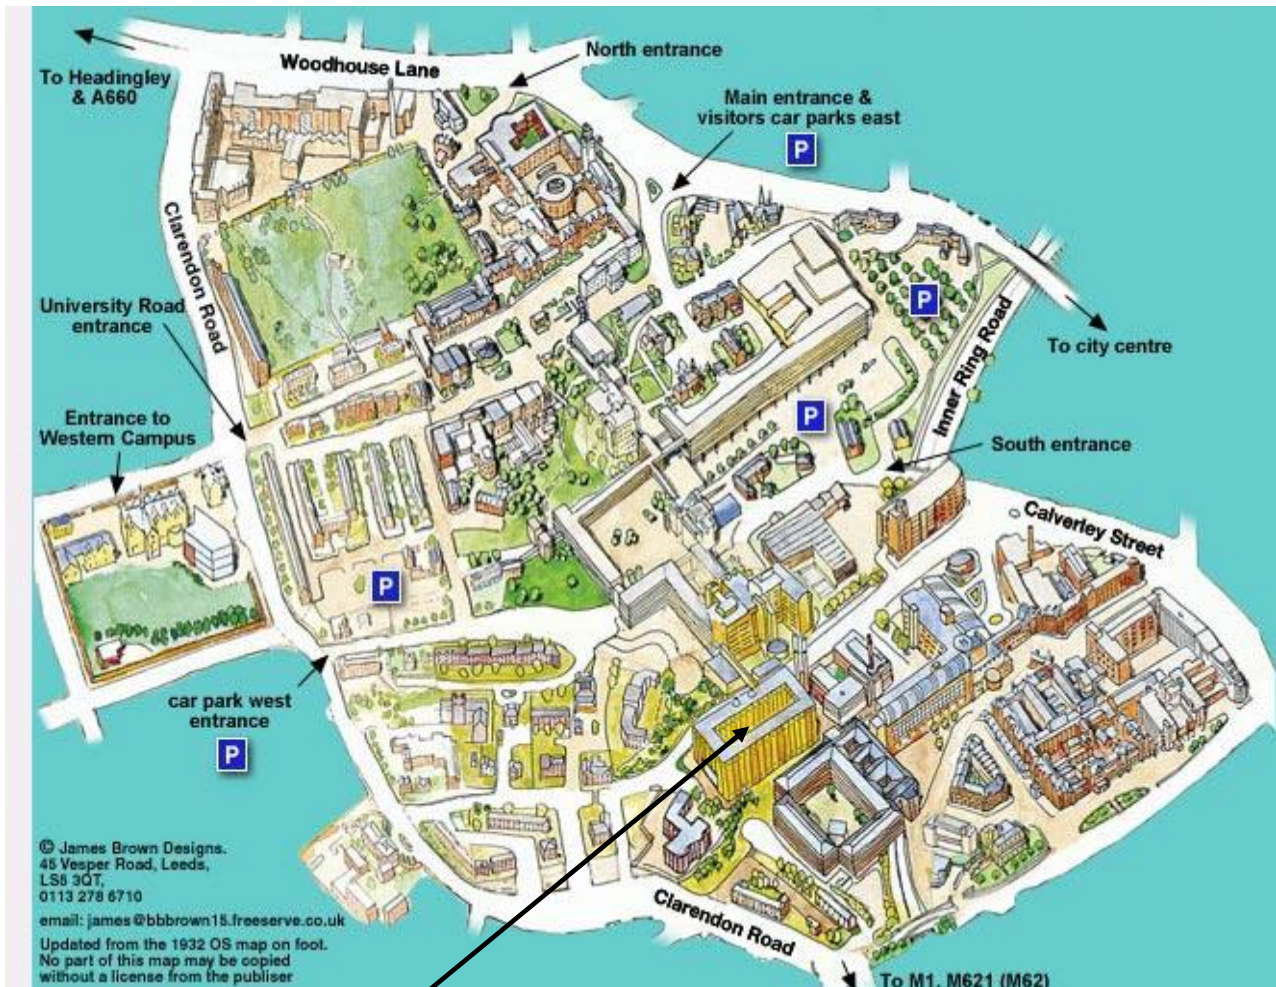 To Headingley
& A660
Woodhouse Lane
North entrance
Main entrance &
visitors car parks east
P
Clarendon Road
University Road
entrance
P
To city centre
Inner Ring Road
Entrance to
Western Campus
P
South entrance
Calverley Street
P
car park west
entrance
P
© James Brown Designs.
45 Vesper Road, Leeds,
LS5 3QT,
0113 278 6710
email: james@bbbrown15.freeserve.co.uk
Updated from the 1932 OS map on foot.
No part of this map may be copied
without a license from the publiser
Clarendon Road
To M1, M621 (M62)